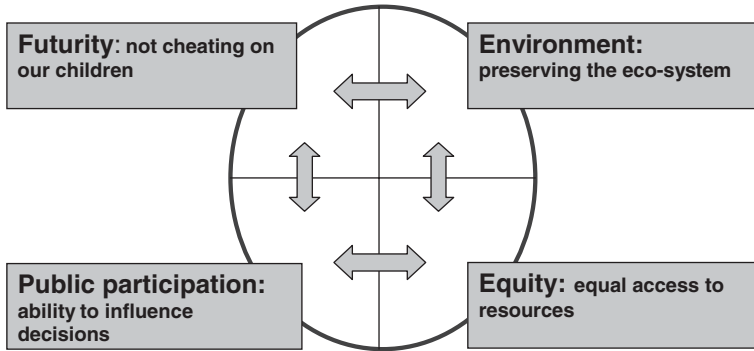 Futurity: not cheating on
our children
Environment:
preserving the eco-system
Public participation:
ability to influence
decisions
Equity: equal access to
resources